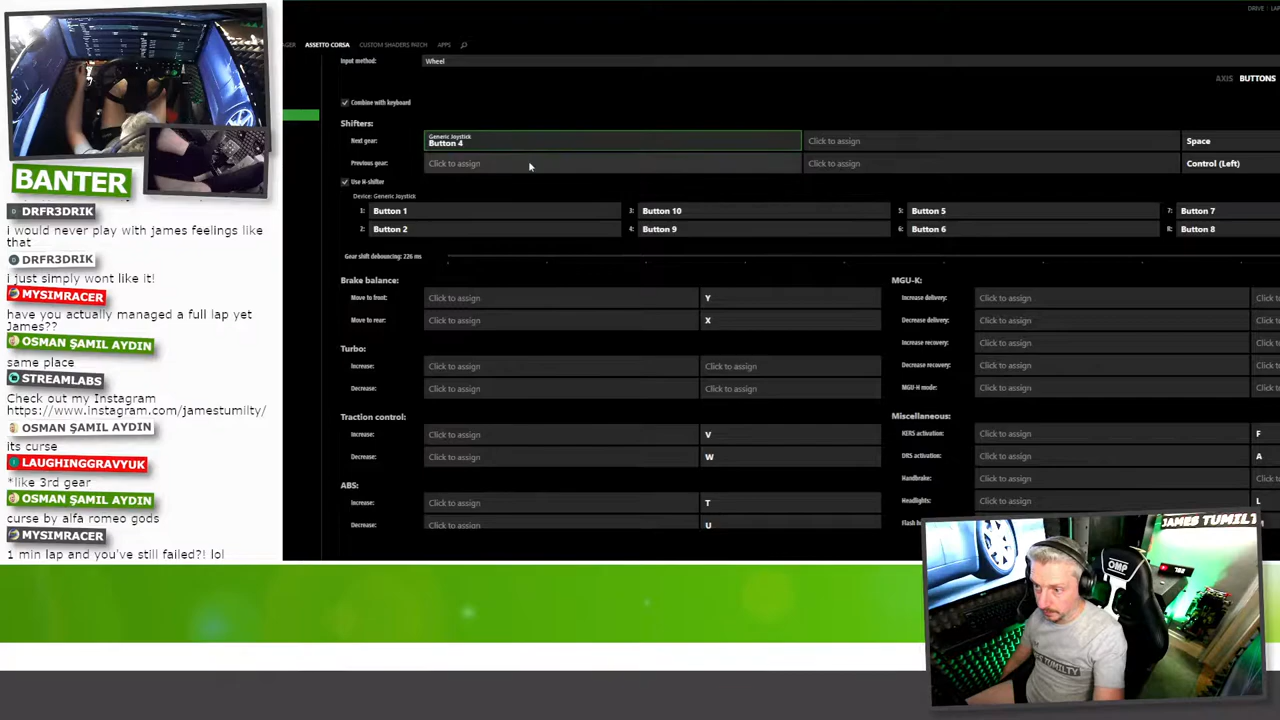 DRIVE
LAP
AGER
ASSETTO CORSA
CUSTOM SHADERS PATCH
APPS
Input method:
Wheel
AXIS
BUTTONS
Combine with keyboard
Shifters:
Next gear:
Generic Joystick
Button 4
Click to assign
Space
Previous gear:
Click to assign
Click to assign
Control (Left)
Use H-shifter
Device: Generic Joystick
1:
Button 1
3:
Button 10
5:
Button 5
7:
Button 7
2:
Button 2
4:
Button 9
6:
Button 6
R:
Button 8
Gear shift debouncing: 226 ms
Brake balance:
Move to front:
Click to assign
Y
Move to rear:
Click to assign
X
Turbo:
Increase:
Click to assign
Click to assign
Decrease:
Click to assign
Click to assign
Traction control:
Increase:
Click to assign
V
Decrease:
Click to assign
W
ABS:
Increase:
Click to assign
T
Decrease:
Click to assign
U
MGU-K:
Increase delivery:
Click to assign
Decrease delivery:
Click to assign
Increase recovery:
Click to assign
Decrease recovery:
Click to assign
MGU-H mode:
Click to assign
Miscellaneous:
KERS activation:
Click to assign
F
DRS activation:
Click to assign
A
Handbrake:
Click to assign
Headlights:
Click to assign
L
BANTER
DRFR3DRIK
i would never play with james feelings like
that
DRFR3DRIK
i just simply wont like it!
MYSIMRACER
have you actually managed a full lap yet
James??
OSMAN ŞAMIL AYDIN
same place
STREAMLABS
Check out my Instagram
https://www.instagram.com/jamestumilty/
OSMAN ŞAMIL AYDIN
its curse
LAUGHINGGRAVYUK
*like 3rd gear
OSMAN ŞAMIL AYDIN
curse by alfa romeo gods
MYSIMRACER
1 min lap and you've still failed?! lol
JAMES TUMILT
OMP